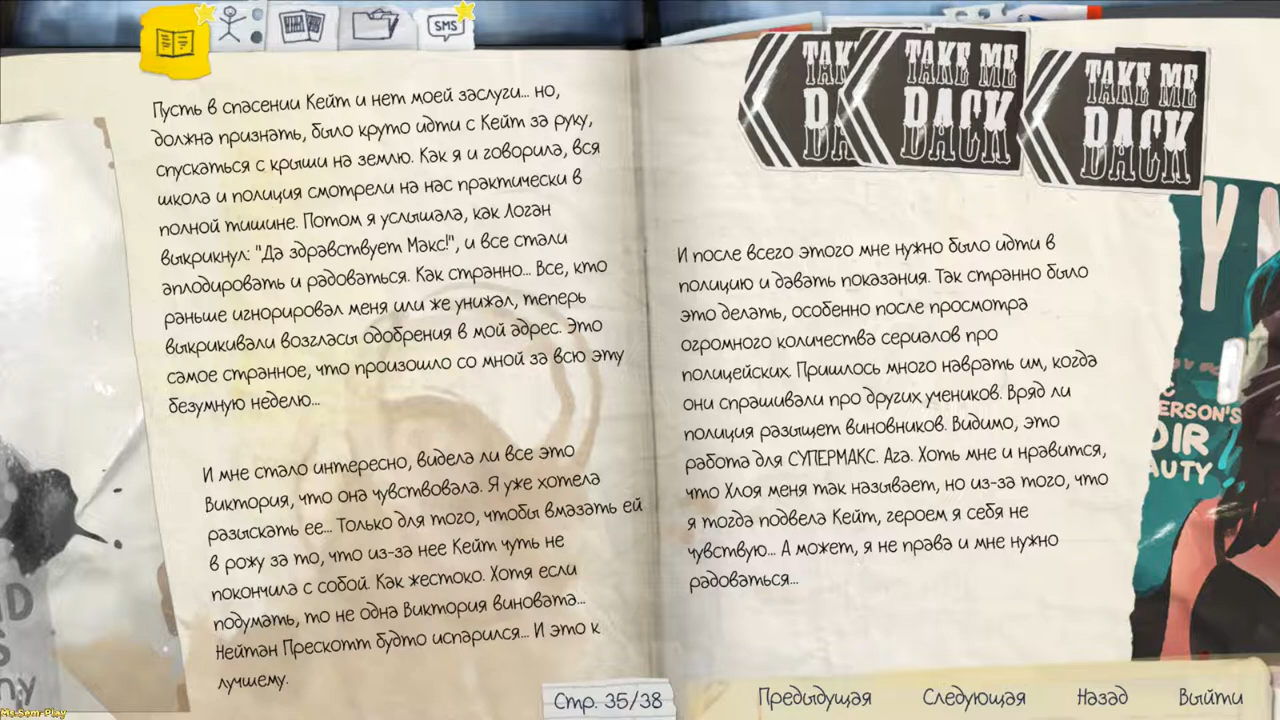 SMS
Пусть в спасении Кейт и нет моей заслуги... но,
должна признать, было круто идти с Кейт за руку,
спускаться с крыши на землю. Как я и говорила, вся
школа и полиция смотрели на нас практически в
полной тишине. Потом я услышала, как Логан
выкрикнул: "Да здравствует Макс!", и все стали
аплодировать и радоваться. Как странно... Все, кто
раньше игнорировал меня или же унижал, теперь
выкрикивали возгласы одобрения в мой адрес. Это
самое странное, что произошло со мной за всю эту
безумную неделю...
И мне стало интересно, видела ли все это
Виктория, что она чувствовала. Я уже хотела
разыскать ее... Только для того, чтобы вмазать ей
в рожу за то, что из-за нее Кейт чуть не
покончила с собой. Как жестоко. Хотя если
подумать, то не одна Виктория виновата...
Нейтан Прескотт будто испарился... И это к
лучшему.
TAKE ME
TAKE ME
BACK
BACK
И после всего этого мне нужно было идти в
полицию и давать показания. Так странно было
это делать, особенно после просмотра
огромного количества сериалов про
полицейских. Пришлось много наврать им, когда
они спрашивали про других учеников. Вряд ли
полиция разыщет виновников. Видимо, это
работа для СУПЕРМАКС. Ага. Хоть мне и нравится,
что Хлоя меня так называет, но из-за того, что
я тогда подвела Кейт, героем я себя не
чувствую... А может, я не права и мне нужно
радоваться...
ERSON'S
OIR
AUTY
Стр. 35/38
Предыдущая
Следующая
Назад
Выйти
Ms.Sem-Play